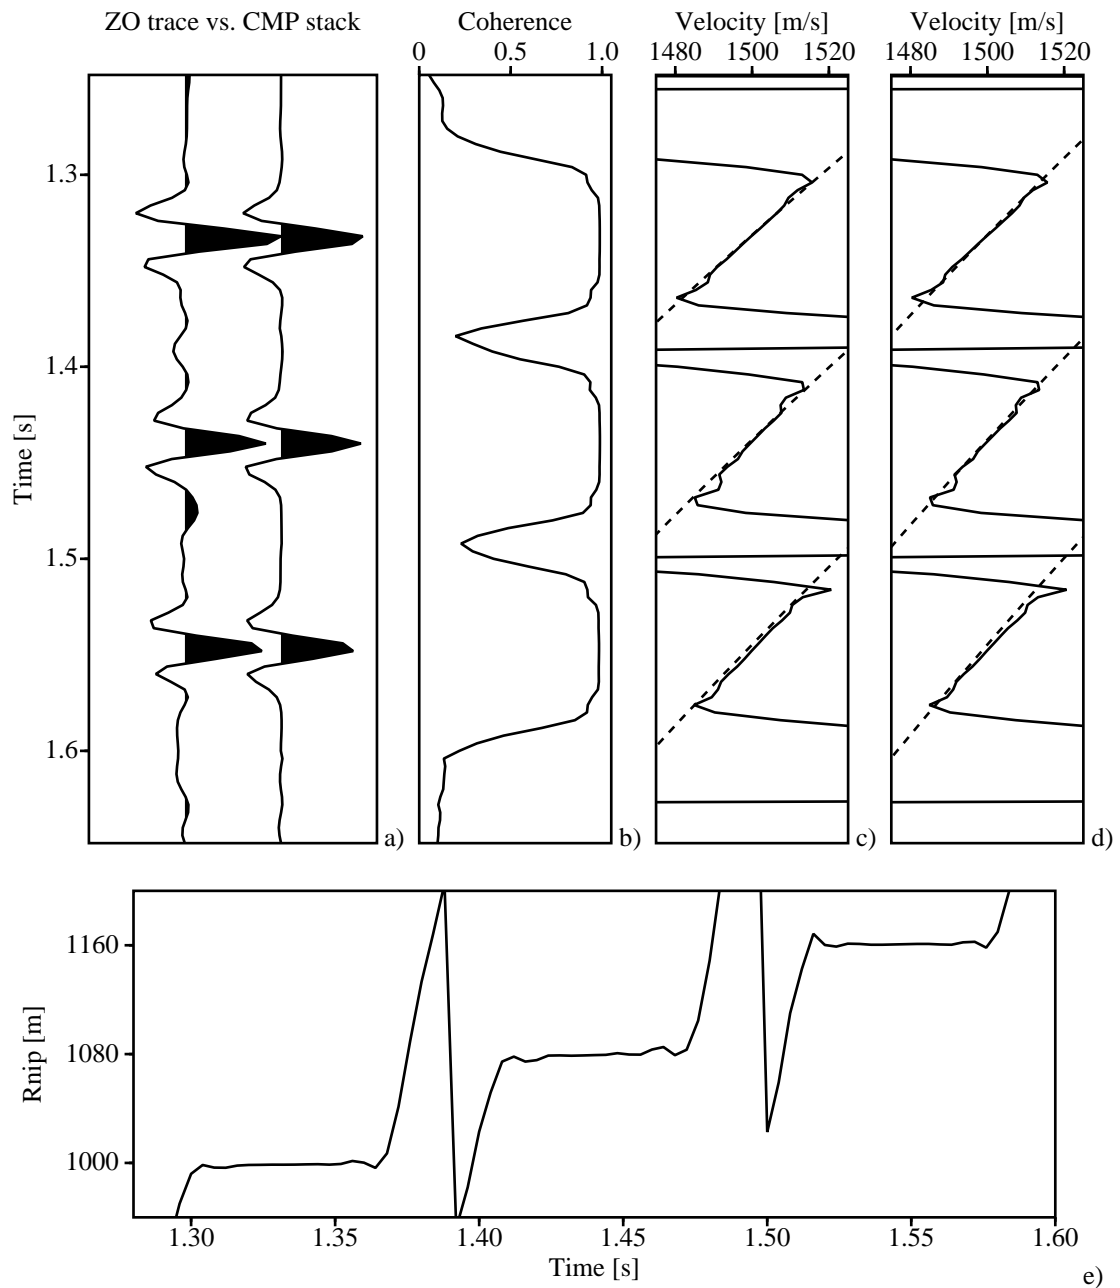 ZO trace vs. CMP stack
Coherence
Velocity [m/s]
Velocity [m/s]
0 0.5 1.0
1480 1500 1520
1480 1500 1520
Time [s]
1.3
1.4
1.5
1.6
a)
b)
c)
d)
Rnip [m]
1160
1080
1000
1.30 1.35 1.40 1.45 1.50 1.55 1.60
Time [s]
e)